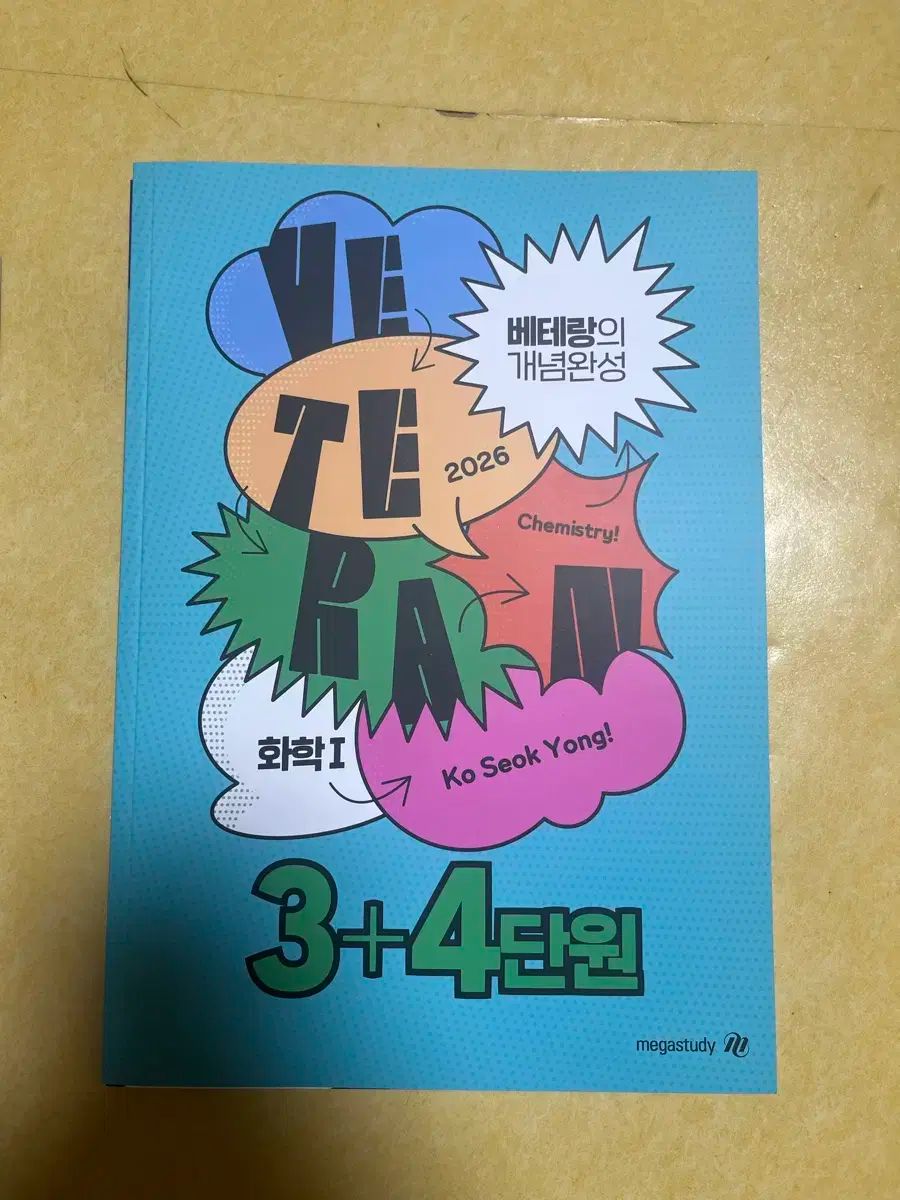 VE
TE
RAN
베테랑의
개념완성
2026
Chemistry!
화학 I
Ko Seok Yong!
3+4단원
megastudy